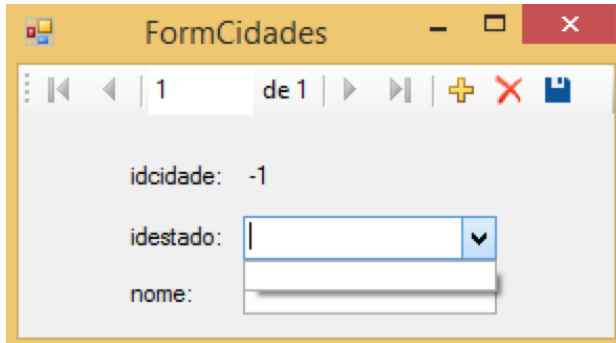 FormCidades
1 de 1
idcidade: -1
idestado:
nome: